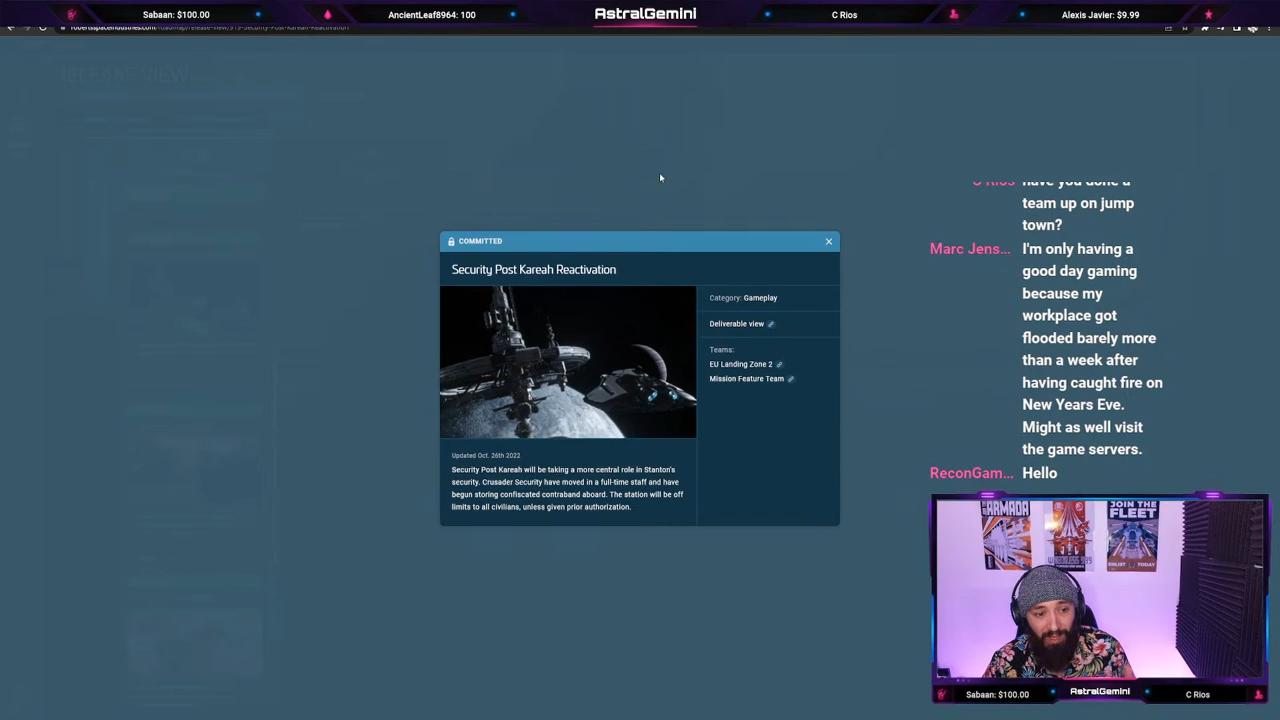 Sabaan: $100.00
AncientLeaf8964: 100
AstralGemini
C Rios
Alexis Javier: $9.99
RELEASE VIEW
COMMITTED
Security Post Kareah Reactivation
Category: Gameplay
Deliverable view
Teams:
EU Landing Zone 2
Mission Feature Team
Updated Oct. 26th 2022
Security Post Kareah will be taking a more central role in Stanton's
security. Crusader Security have moved in a full-time staff and have
begun storing confiscated contraband aboard. The station will be off
limits to all civilians, unless given prior authorization.
C Rios have you done a
team up on jump
town?
Marc Jens... I'm only having a
good day gaming
because my
workplace got
flooded barely more
than a week after
having caught fire on
New Years Eve.
Might as well visit
the game servers.
ReconGam... Hello
ARMADA
JOIN THE
FLEET
ENLIST TODAY
Sabaan: $100.00
AstralGemini
C Rios